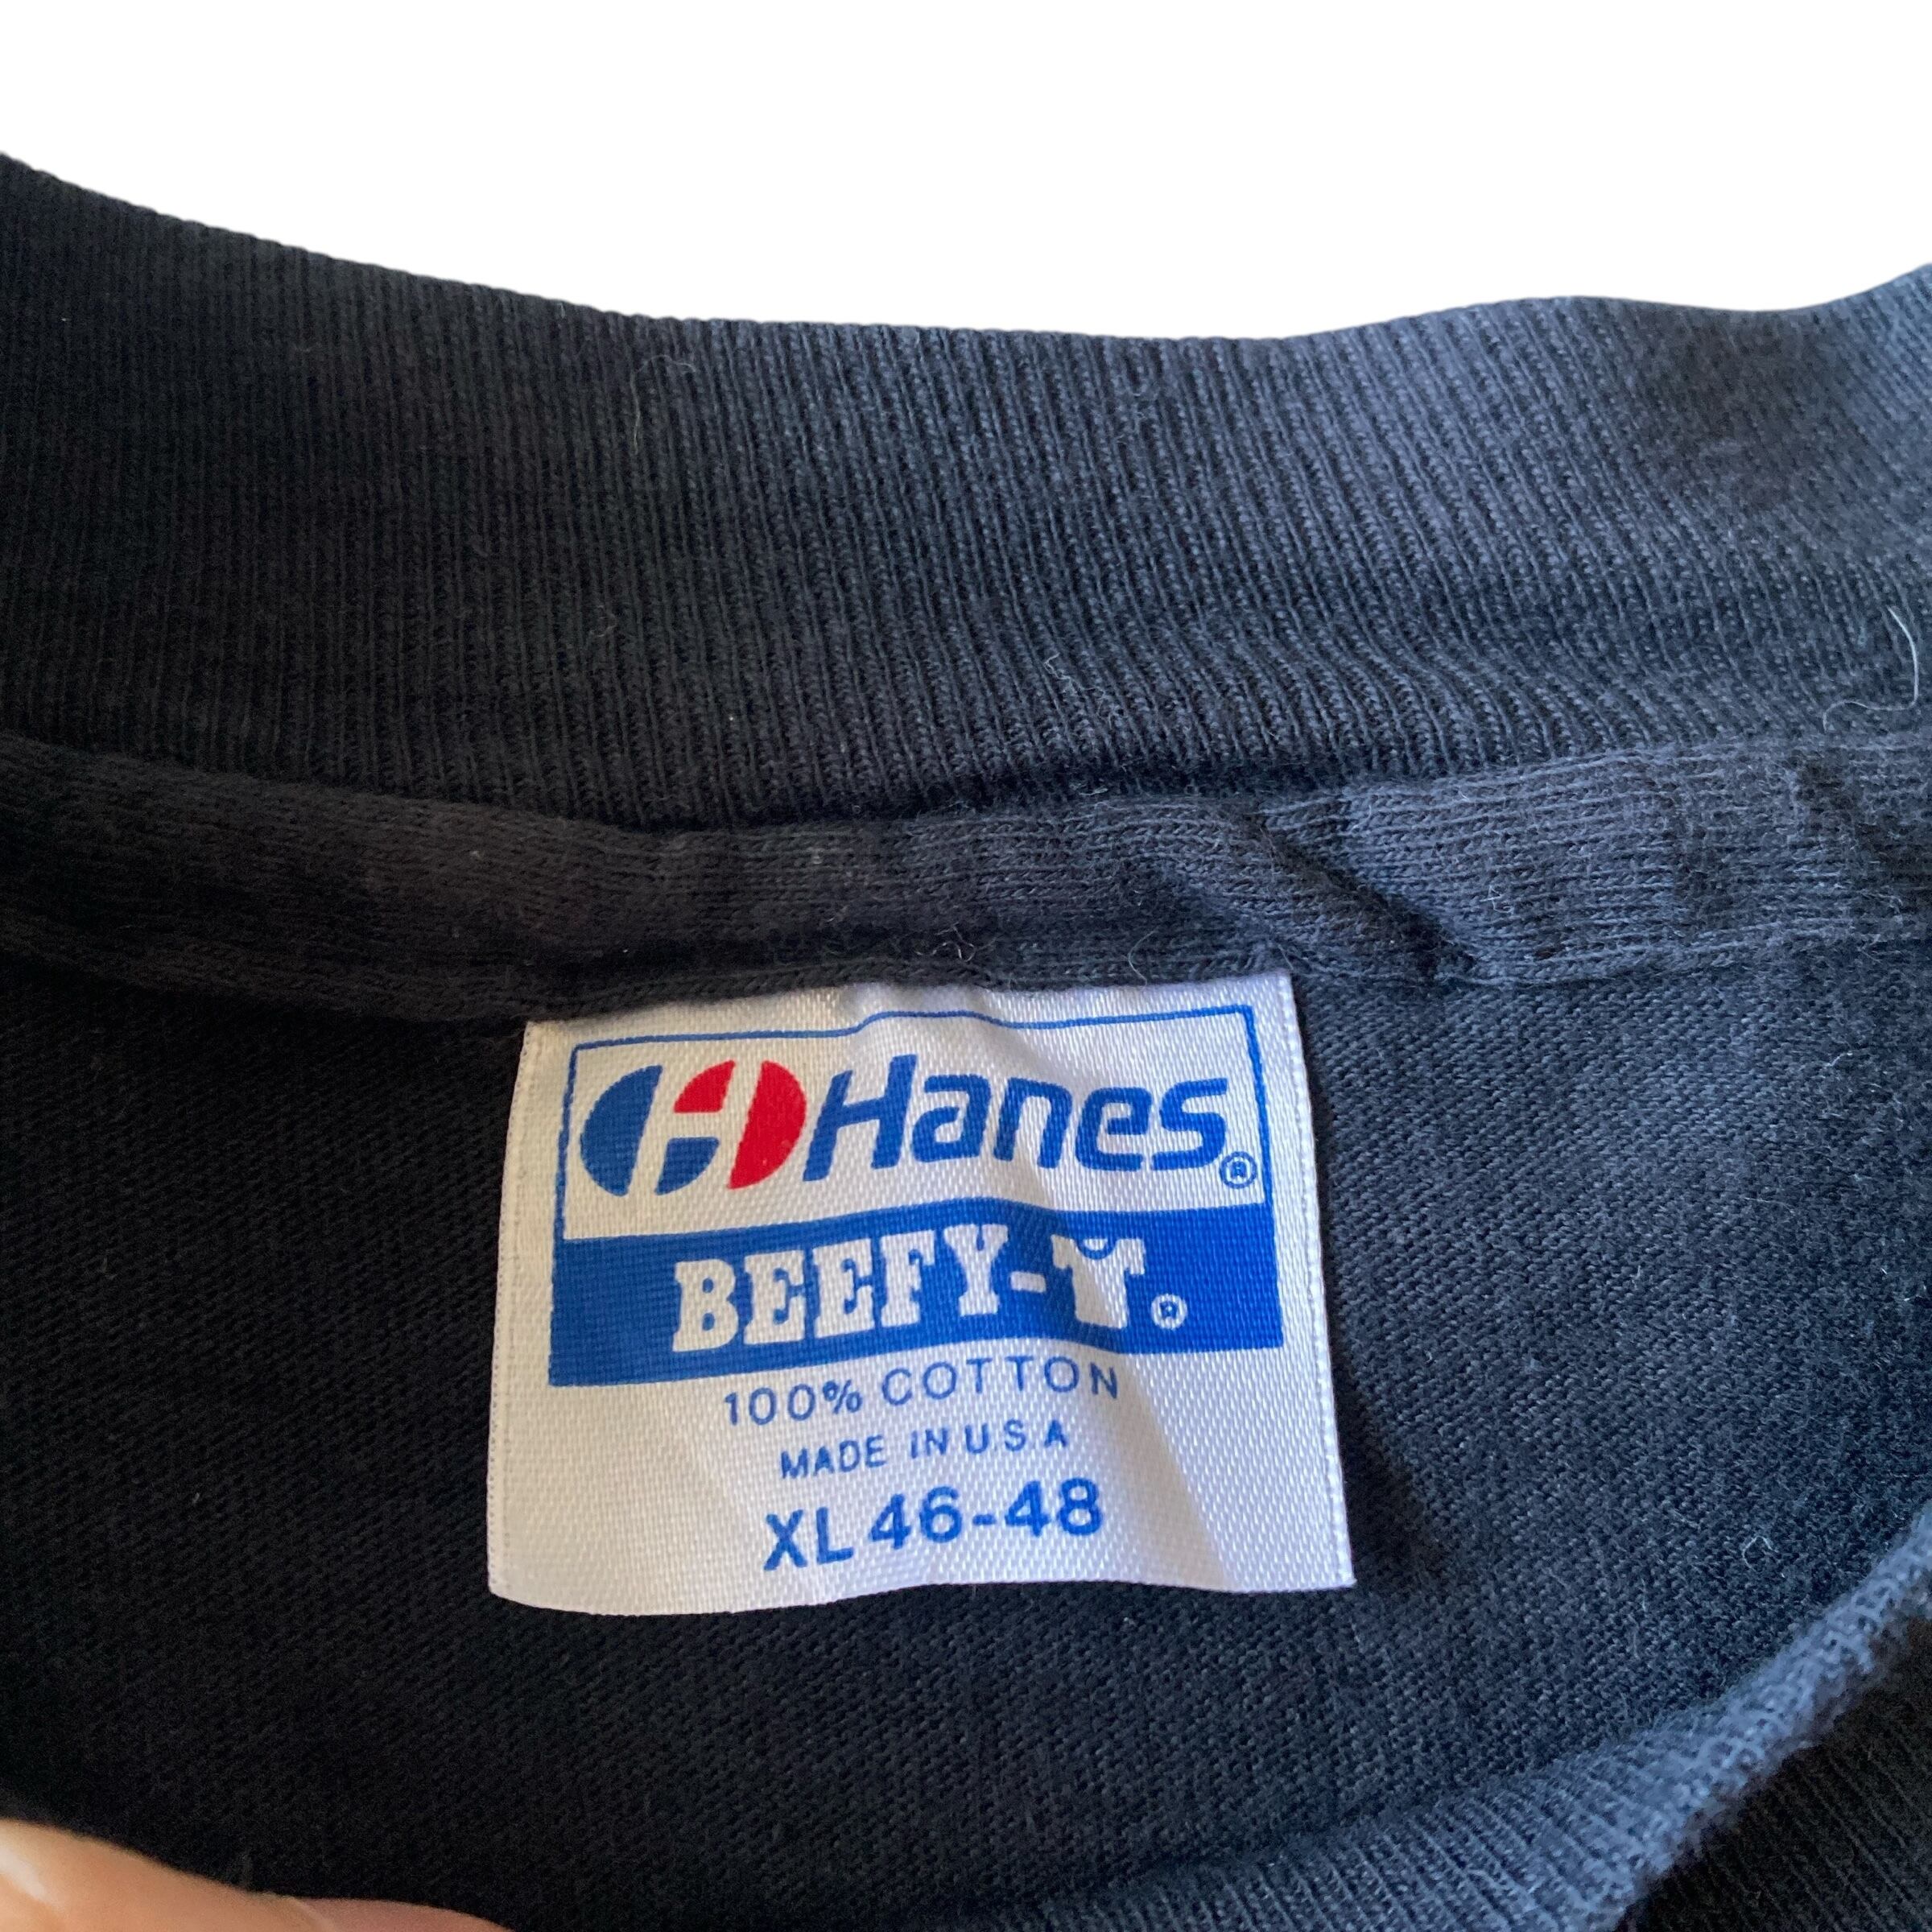 Hanes®
BEEFY-T®
100% COTTON
MADE IN U S A
XL 46-48